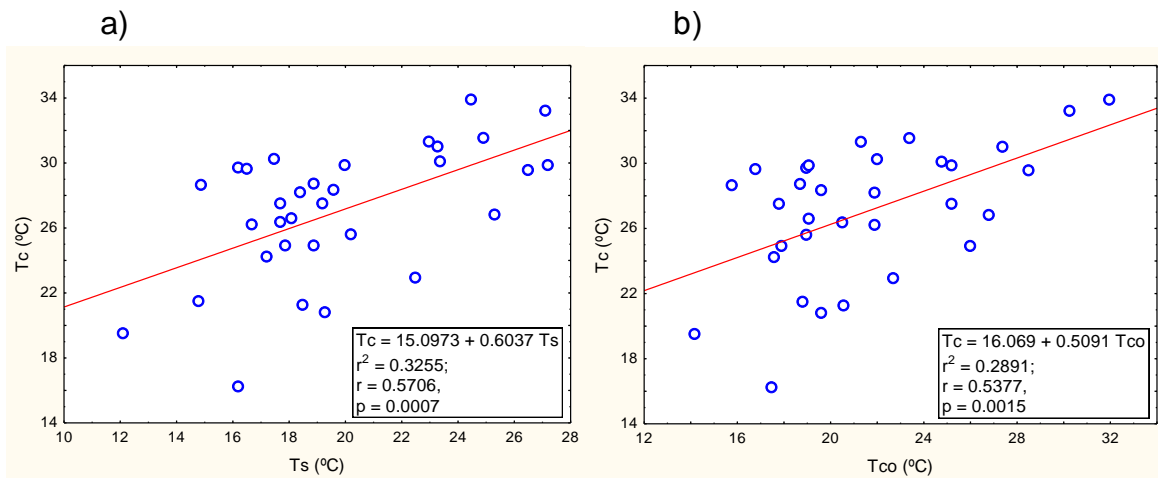 a)
34
30
26
22
18
14
Tc (ºC)
10 12 14 16 18 20 22 24 26 28
Ts (ºC)
Tc = 15.0973 + 0.6037 Ts
r² = 0.3255;
r = 0.5706,
p = 0.0007
b)
34
30
26
22
18
14
Tc (ºC)
12 16 20 24 28 32
Tco (ºC)
Tc = 16.069 + 0.5091 Tco
r² = 0.2891;
r = 0.5377,
p = 0.0015